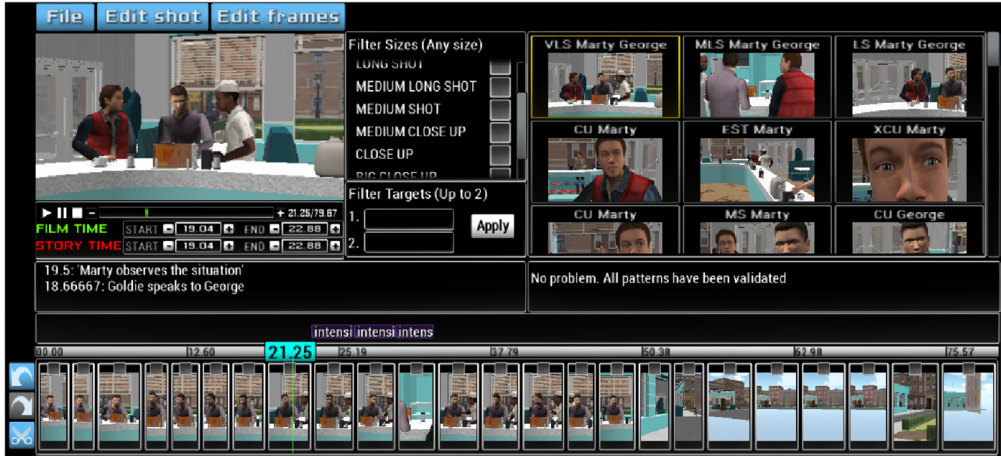 File Edit shot Edit frames
Filter Sizes (Any size)
LONG SHOT
MEDIUM LONG SHOT
MEDIUM SHOT
MEDIUM CLOSE UP
CLOSE UP
BIG CLOSE UP
Filter Targets (Up to 2)
1.
2.
Apply
VLS Marty George
MLS Marty George
LS Marty George
CU Marty
EST Marty
XCU Marty
CU Marty
MS Marty
CU George
- + 21.25/79.67
FILM TIME START - 19.04 + END - 22.88 +
STORY TIME START - 19.04 + END - 22.88 +
19.5: 'Marty observes the situation'
18.66667: Goldie speaks to George
No problem. All patterns have been validated
intensi intensi intens
00.00 12.60 21.25 25.19 37.79 50.38 62.98 75.57